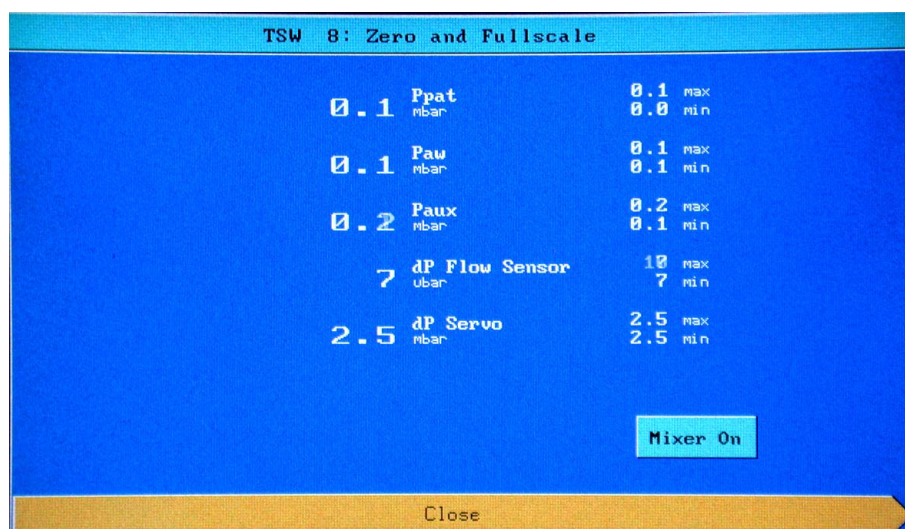 TSW 8: Zero and Fullscale
0.1 Ppat mbar 0.1 max
0.0 min
0.1 Paw mbar 0.1 max
0.1 min
0.2 Paux mbar 0.2 max
0.1 min
7 dP Flow Sensor ubar 10 max
7 min
2.5 dP Servo mbar 2.5 max
2.5 min
Mixer On
Close